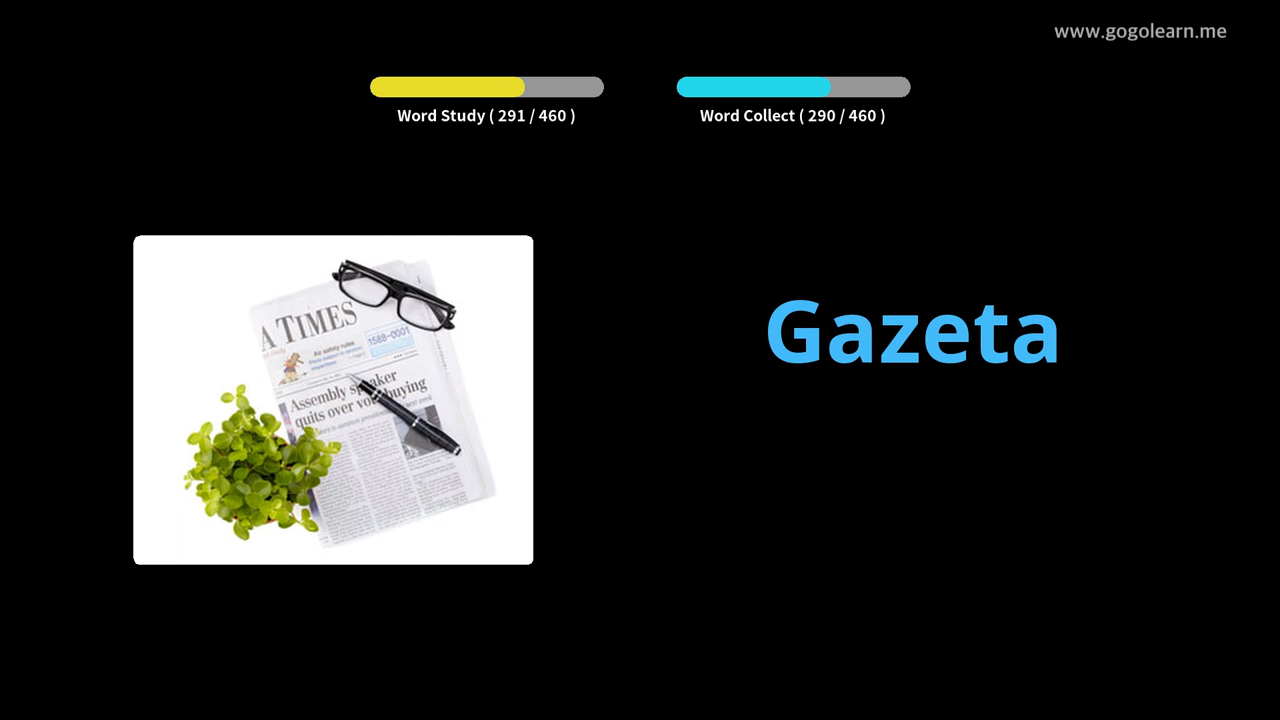 www.gogolearn.me
Word Study ( 291 / 460 )
Word Collect ( 290 / 460 )
A TIMES
1588-0001
Air safety rules
Assembly speaker
quits over vote buying
Gazeta